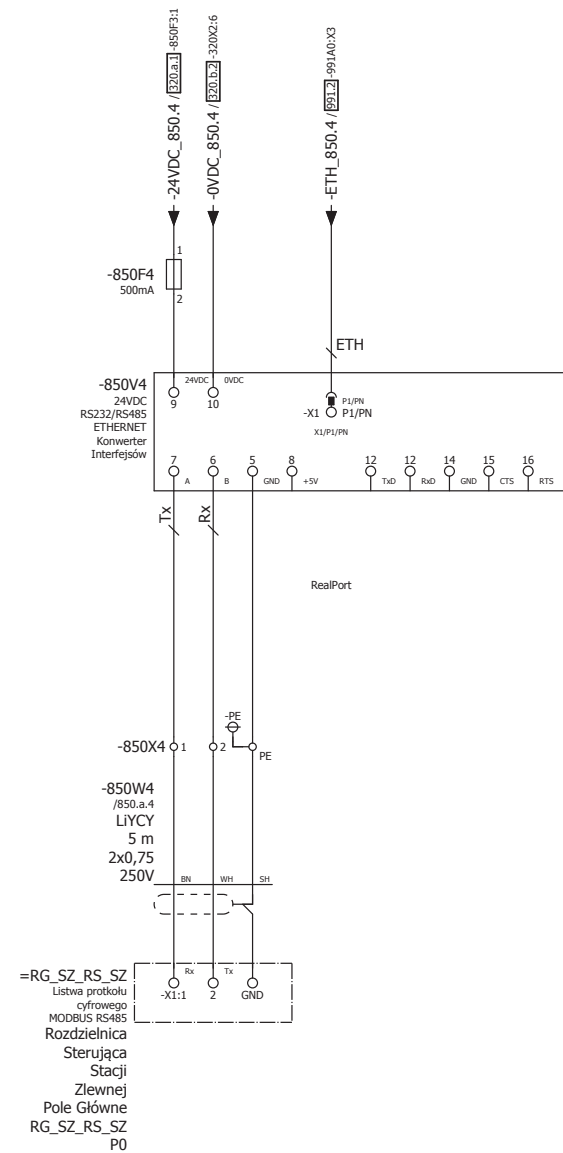 -24VDC_850.4 / 320.a.1 -850F3:1
-0VDC_850.4 / 320.b.2 -320X2:6
-ETH_850.4 / 991.2 -991A0:X3
1
-850F4
500mA
2
ETH
-850V4
24VDC
RS232/RS485
ETHERNET
Konwerter
Interfejsów
24VDC 0VDC
9 10
P1/PN
-X1 P1/PN
X1/P1/PN
7 6 5 8 12 12 14 15 16
A B GND +5V TxD RxD GND CTS RTS
Tx Rx
RealPort
-PE
-850X4 1 2 PE
-850W4
/850.a.4
LiYCY
5 m
2x0,75
250V
BN WH SH
=RG_SZ_RS_SZ
Listwa protkołu
cyfrowego
MODBUS RS485
Rozdzielnica
Sterująca
Stacji
Zlewnej
Pole Główne
RG_SZ_RS_SZ
P0
Rx Tx
-X1:1 2 GND